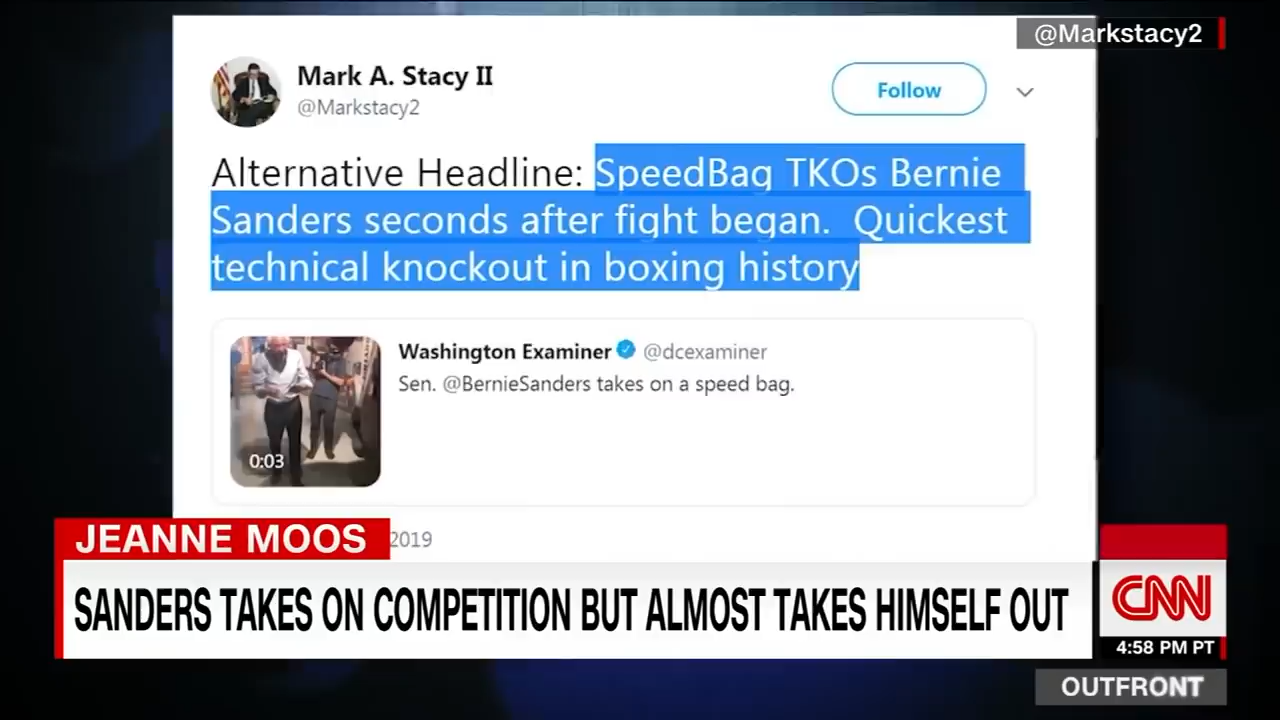 @Markstacy2
Mark A. Stacy II
@Markstacy2
Follow
Alternative Headline: SpeedBag TKOs Bernie
Sanders seconds after fight began.  Quickest
technical knockout in boxing history
Washington Examiner @dcexaminer
Sen. @BernieSanders takes on a speed bag.
0:03
2019
JEANNE MOOS
SANDERS TAKES ON COMPETITION BUT ALMOST TAKES HIMSELF OUT
CNN
4:58 PM PT
OUTFRONT